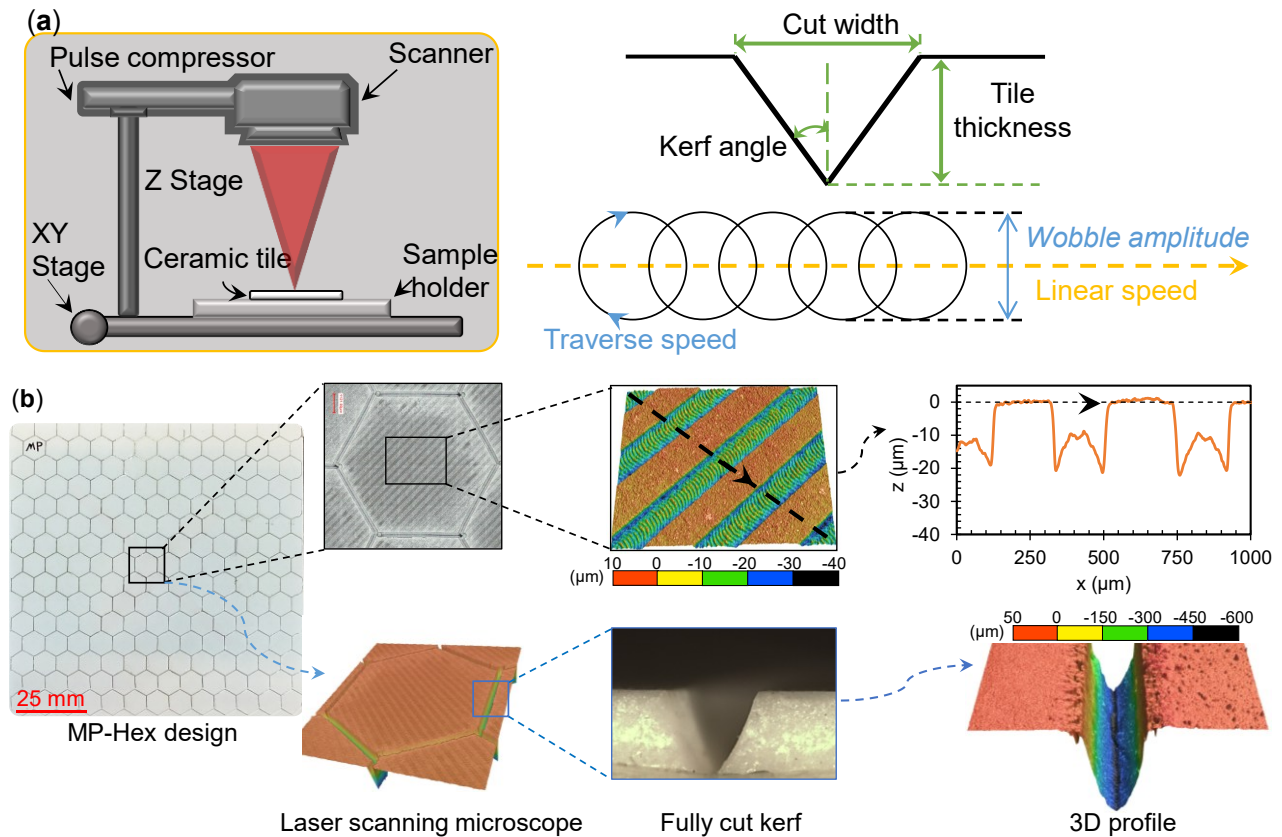 (a)
Pulse compressor
Scanner
Z Stage
XY
Stage
Ceramic tile
Sample
holder
Cut width
Tile
thickness
Kerf angle
Wobble amplitude
Linear speed
Traverse speed
(b)
MP
25 mm
MP-Hex design
(µm)
10 0 -10 -20 -30 -40
z (µm)
0
-10
-20
-30
-40
0 250 500 750 1000
x (µm)
50 0 -150 -300 -450 -600
(µm)
Laser scanning microscope
Fully cut kerf
3D profile